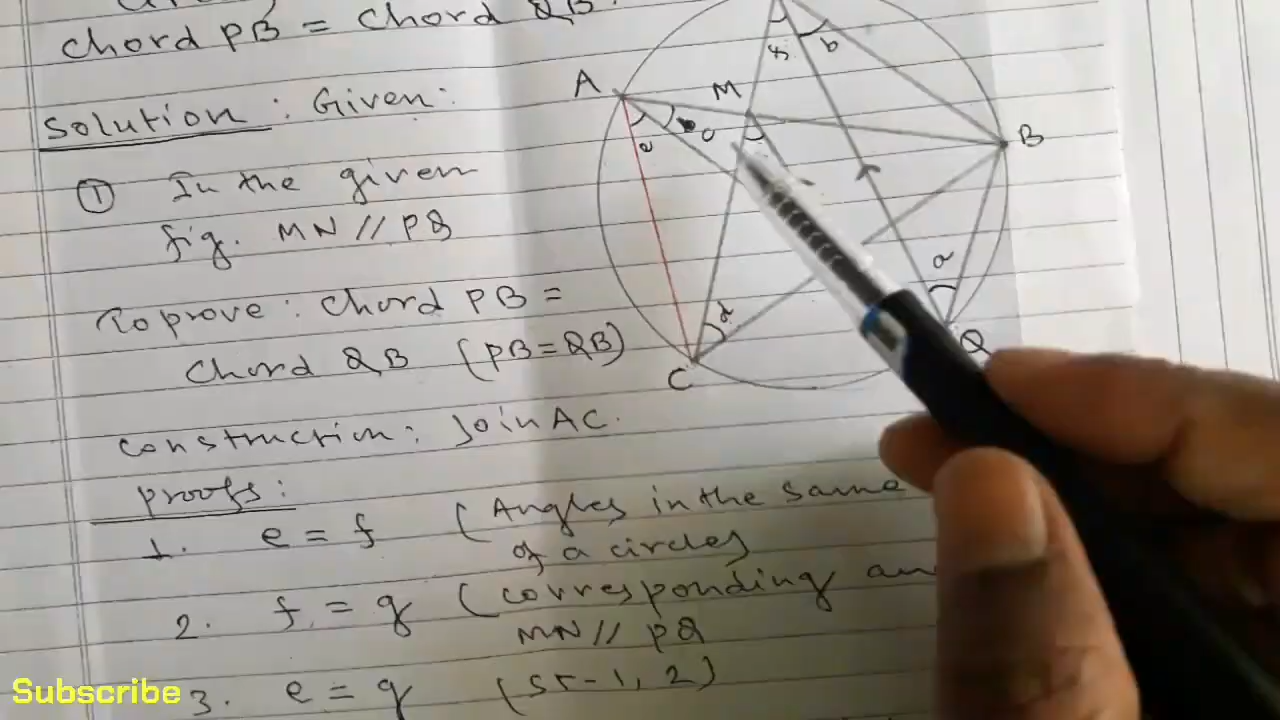 chord PB = chord QB.
Solution : Given:
① In the given
fig. MN // PQ
To prove : chord PB =
chord QB (PB = QB)
construction: Join AC.
proofs:
1. e = f (Angles in the same
of a circles
2. f = g (corresponding an
MN // PQ
3. e = g (St-1, 2)
A
M
B
C
Q
f
b
e
c
d
a
Subscribe